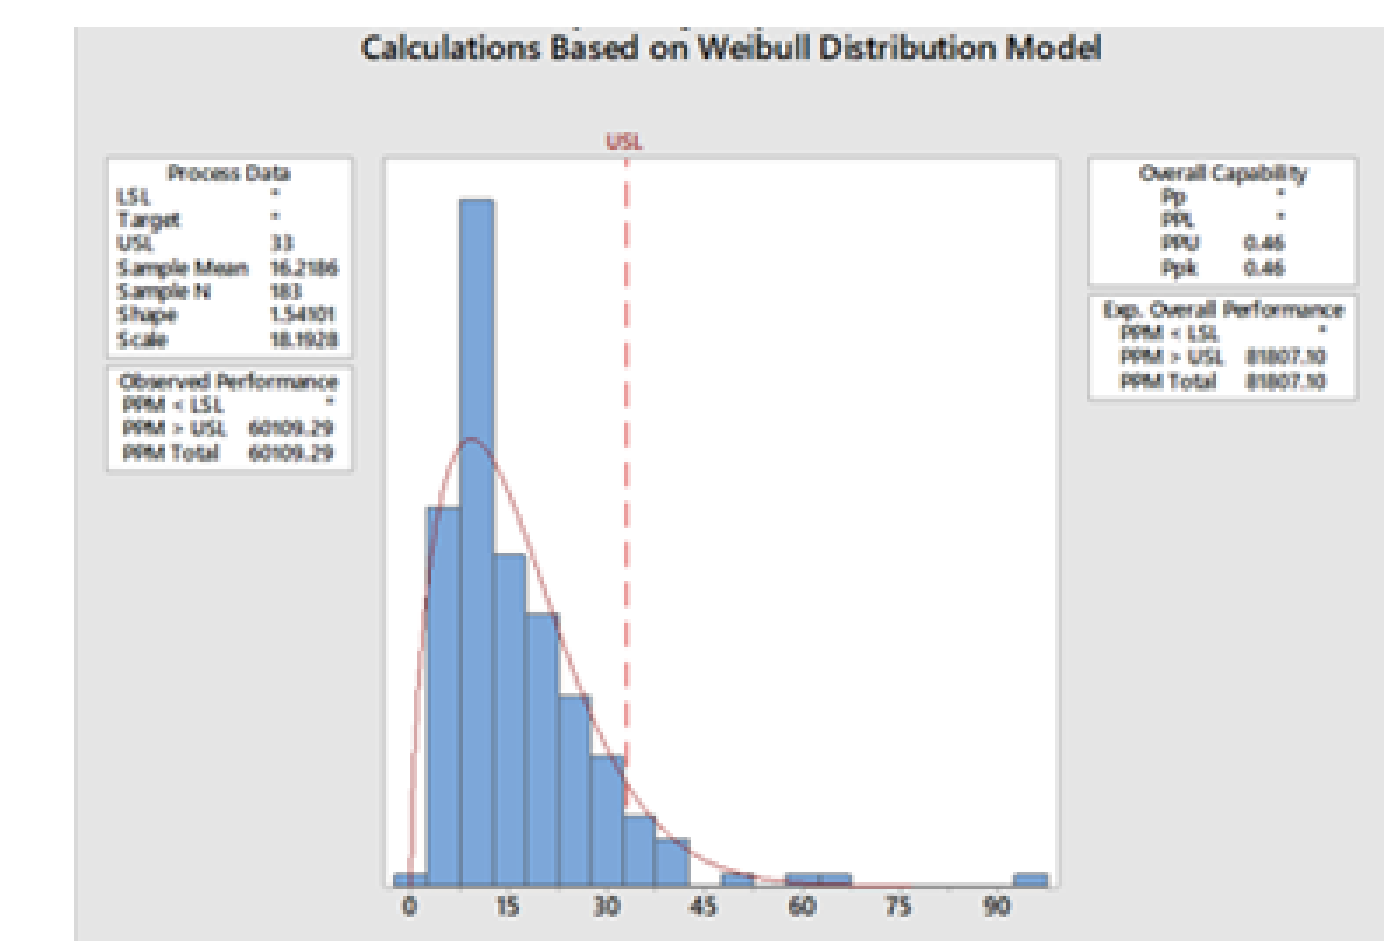 Calculations Based on Weibull Distribution Model
USL
Process Data
LSL *
Target *
USL 33
Sample Mean 16.2186
Sample N 183
Shape 1.54101
Scale 18.1928
Observed Performance
PPM < LSL *
PPM > USL 60109.29
PPM Total 60109.29
Overall Capability
Pp *
PPL *
PPU 0.46
Ppk 0.46
Exp. Overall Performance
PPM < LSL *
PPM > USL 81807.10
PPM Total 81807.10
0 15 30 45 60 75 90